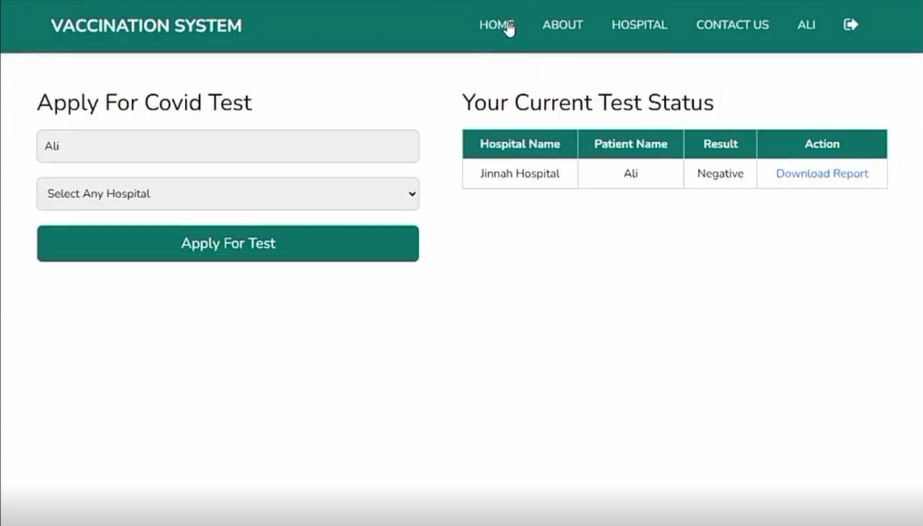 VACCINATION SYSTEM HOME ABOUT HOSPITAL CONTACT US ALI
Apply For Covid Test
Ali
Select Any Hospital
Apply For Test
Your Current Test Status
Hospital Name Patient Name Result Action
Jinnah Hospital Ali Negative Download Report